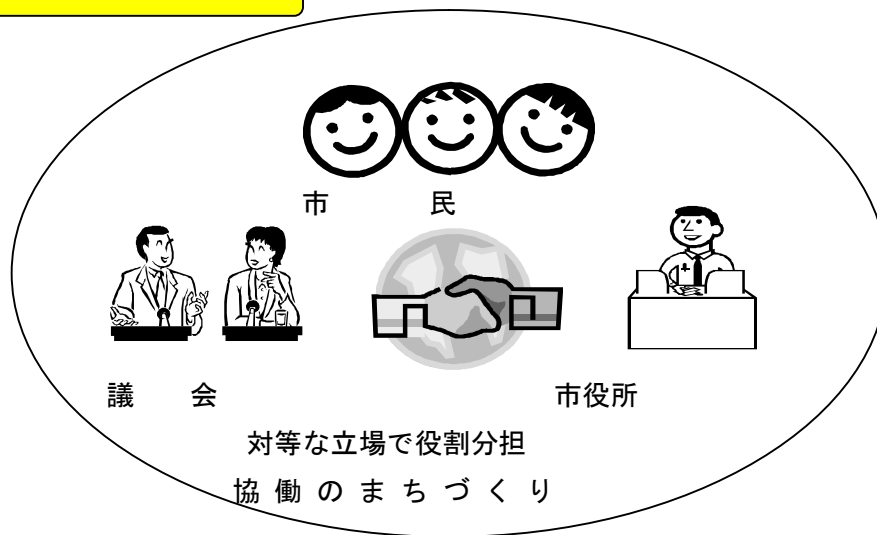 市民
議会
市役所
対等な立場で役割分担
協働のまちづくり